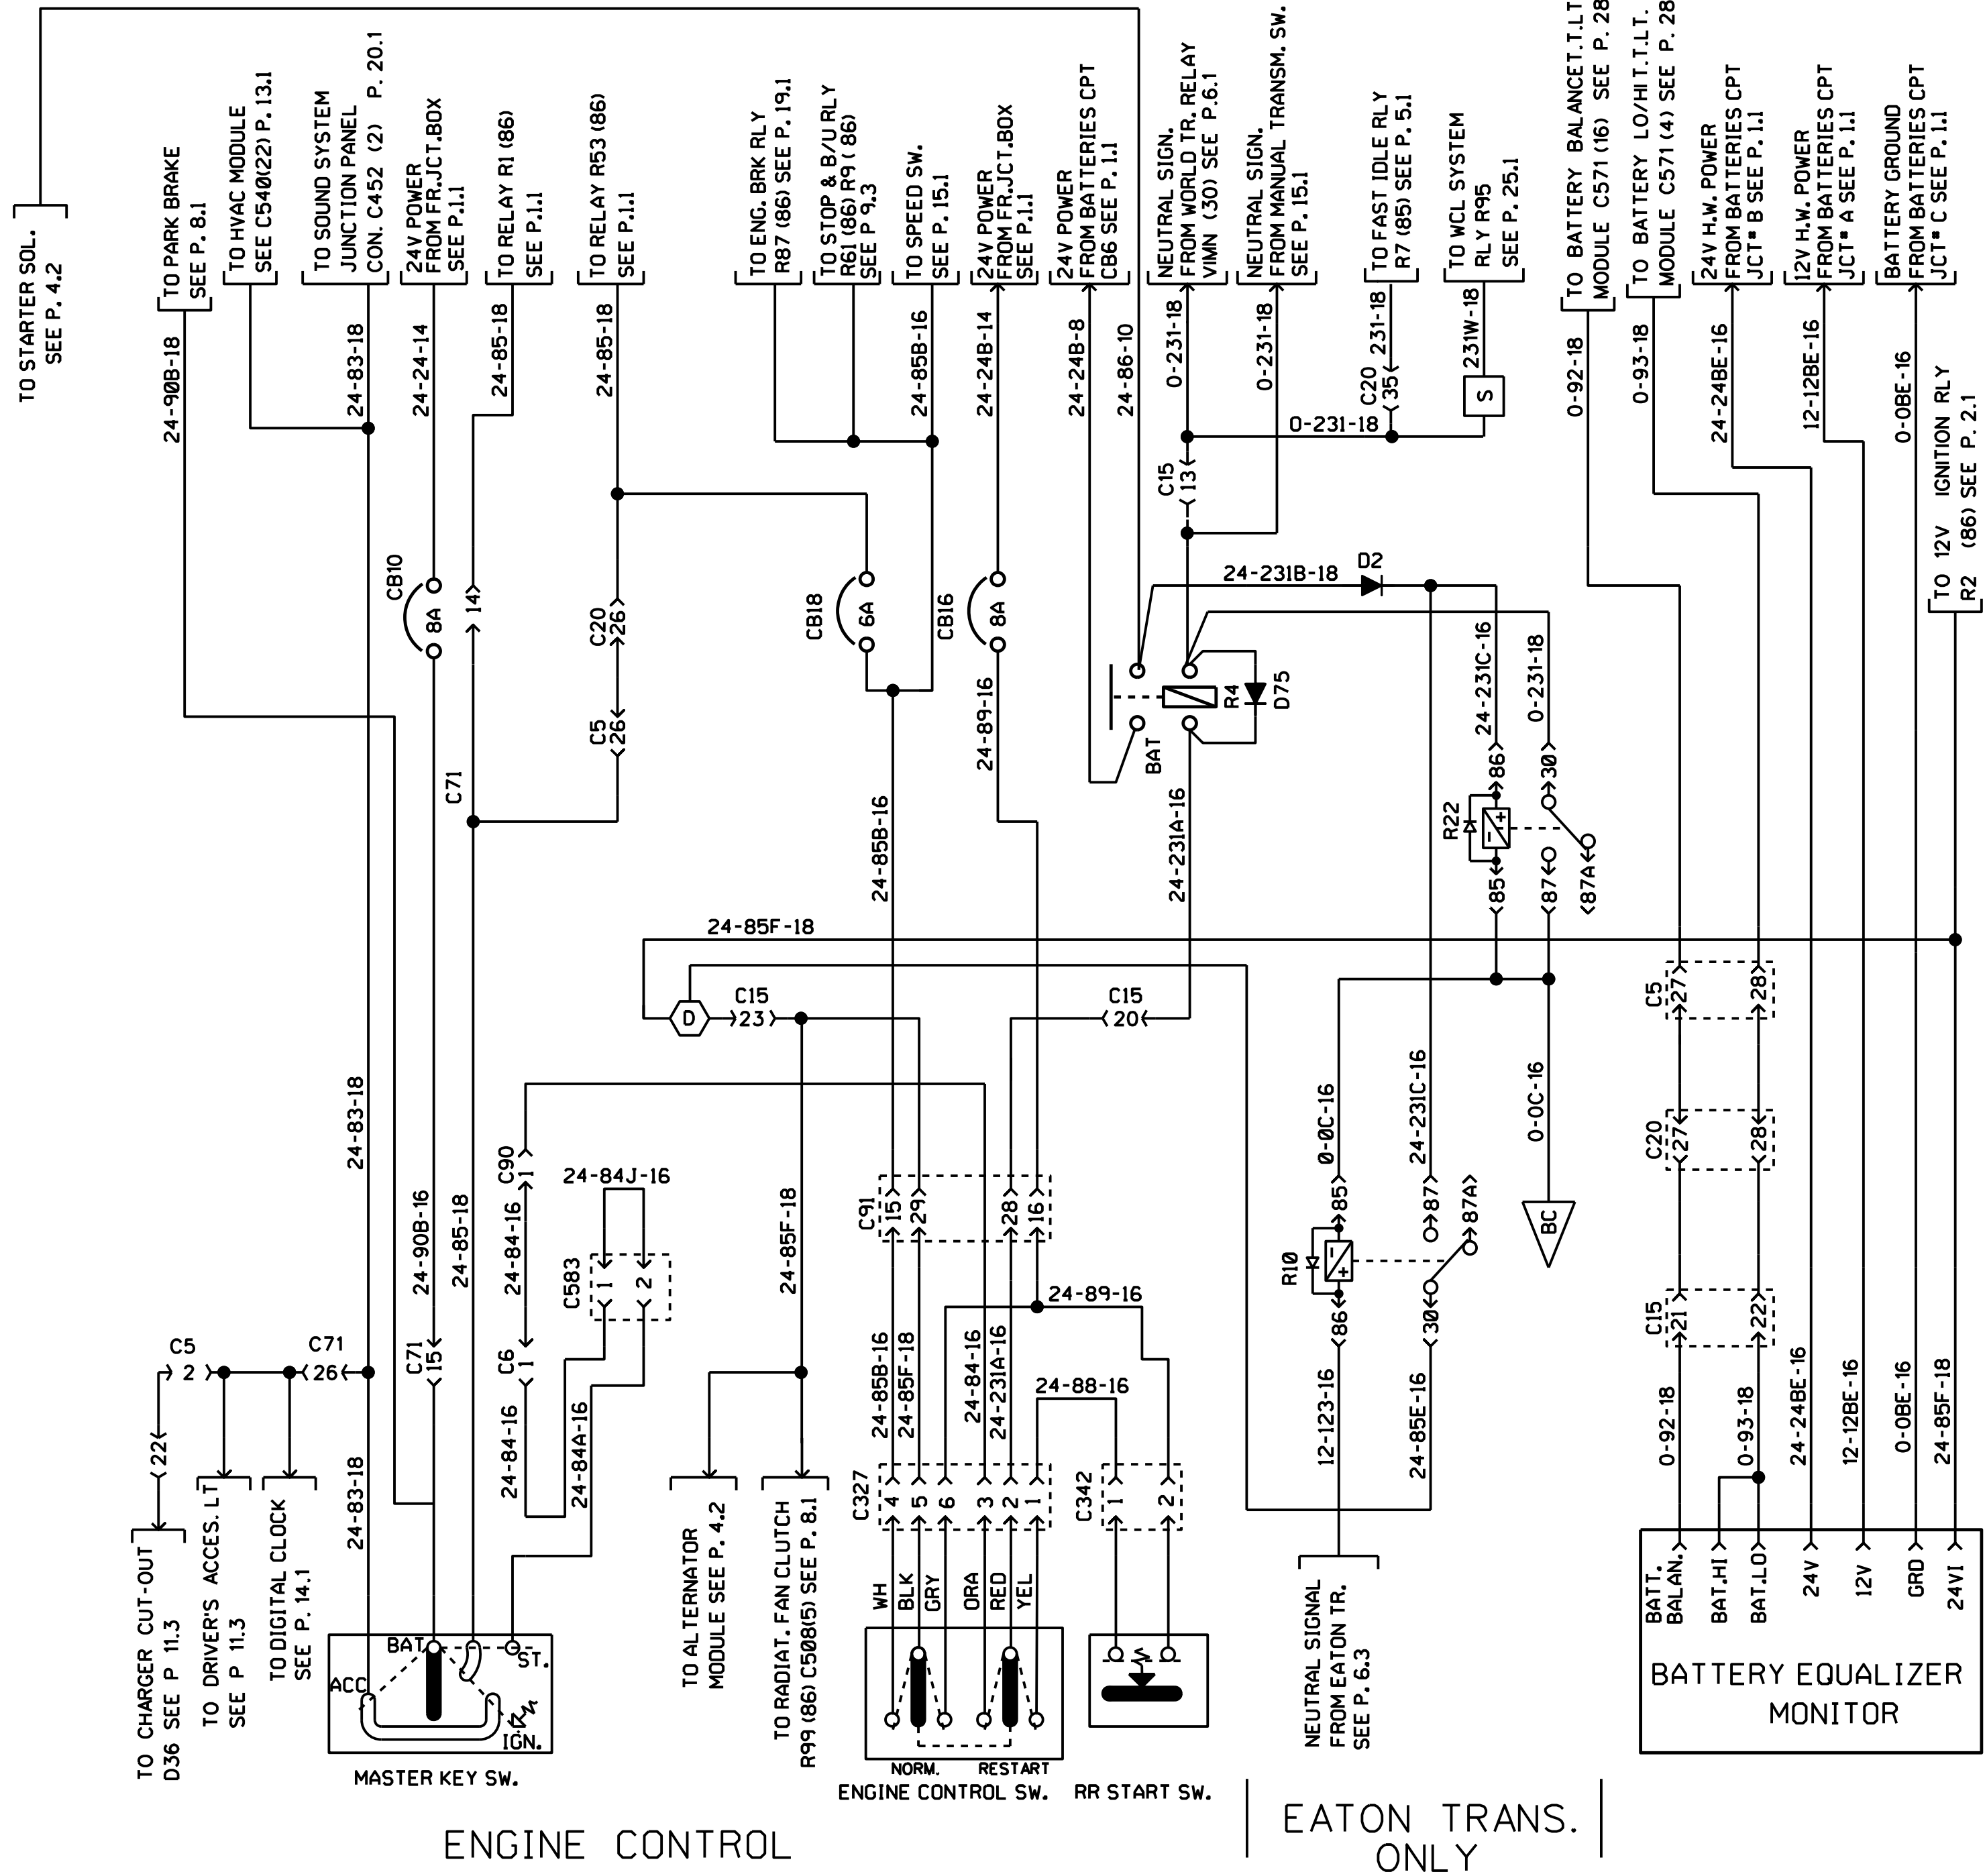 TO STARTER SOL.
SEE P. 4.2
TO PARK BRAKE
SEE P. 8.1
TO HVAC MODULE
SEE C540(22) P. 13.1
TO SOUND SYSTEM
JUNCTION PANEL
CON. C452 (2) P. 20.1
24V POWER
FROM FR.JCT.BOX
SEE P.1.1
TO RELAY R1 (86)
SEE P.1.1
TO RELAY R53 (86)
SEE P.1.1
TO ENG. BRK RLY
R87 (86) SEE P. 19.1
TO STOP & B/U RLY
R61 (86) R9 ( 86)
SEE P 9.3
TO SPEED SW.
SEE P. 15.1
24V POWER
FROM FR.JCT.BOX
SEE P.1.1
24V POWER
FROM BATTERIES CPT
CB6 SEE P. 1.1
NEUTRAL SIGN.
FROM WORLD TR. RELAY
VIMN (30) SEE P.6.1
NEUTRAL SIGN.
FROM MANUAL TRANSM. SW.
SEE P. 15.1
TO FAST IDLE RLY
R7 (85) SEE P. 5.1
TO WCL SYSTEM
RLY R95
SEE P. 25.1
TO BATTERY BALANCE T.T.LT
MODULE C571 (16) SEE P. 28
TO BATTERY LO/HI T.T.LT.
MODULE C571 (4) SEE P. 28
24V H.W. POWER
FROM BATTERIES CPT
JCT# B SEE P. 1.1
12V H.W. POWER
FROM BATTERIES CPT
JCT# A SEE P. 1.1
BATTERY GROUND
FROM BATTERIES CPT
JCT# C SEE P. 1.1
TO 12V IGNITION RLY
R2 (86) SEE P. 2.1
24-90B-18
24-83-18
24-24-14
24-85-18
24-85-18
24-85B-16
24-24B-14
24-24B-8
24-86-10
0-231-18
0-231-18
231-18
231W-18
0-92-18
0-93-18
24-24BE-16
12-12BE-16
0-0BE-16
C20
35
S
0-231-18
C15
13
CB10
8A
14
C20
26
C5
26
CB18
6A
CB16
8A
24-231B-18
D2
24-231C-16
0-231-18
24-89-16
R4
D75
BAT
C71
24-85B-16
24-231A-16
R22
86
30
85
87
87A
24-85F-18
D
C15
23
C15
20
C5
27
28
24-83-18
0-0C-16
24-231C-16
0-0C-16
C20
27
28
C90
1
24-84J-16
24-90B-16
24-85-18
24-84-16
C583
1
2
24-85F-18
C91
15
29
28
16
85
87
87A
R10
86
30
BC
C15
21
22
24-89-16
C5
2
C71
26
C71
15
C6
1
24-85B-16
24-85F-18
24-84-16
24-231A-16
24-88-16
12-123-16
24-85E-16
0-92-18
0-93-18
24-24BE-16
12-12BE-16
0-0BE-16
24-85F-18
22
24-83-18
24-84-16
24-84A-16
C327
4
5
6
3
2
1
C342
1
2
TO CHARGER CUT-OUT
D36 SEE P 11.3
TO DRIVER'S ACCES. LT
SEE P 11.3
TO DIGITAL CLOCK
SEE P. 14.1
TO ALTERNATOR
MODULE SEE P. 4.2
TO RADIAT. FAN CLUTCH
R99 (86) C508(5) SEE P. 8.1
WH
BLK
GRY
ORA
RED
YEL
NEUTRAL SIGNAL
FROM EATON TR.
SEE P. 6.3
BATT.
BALAN.
BAT.HI
BAT.LO
24V
12V
GRD
24VI
BAT.
ST.
ACC
IGN.
MASTER KEY SW.
NORM.
RESTART
ENGINE CONTROL SW.
RR START SW.
BATTERY EQUALIZER
MONITOR
ENGINE CONTROL
EATON TRANS.
ONLY